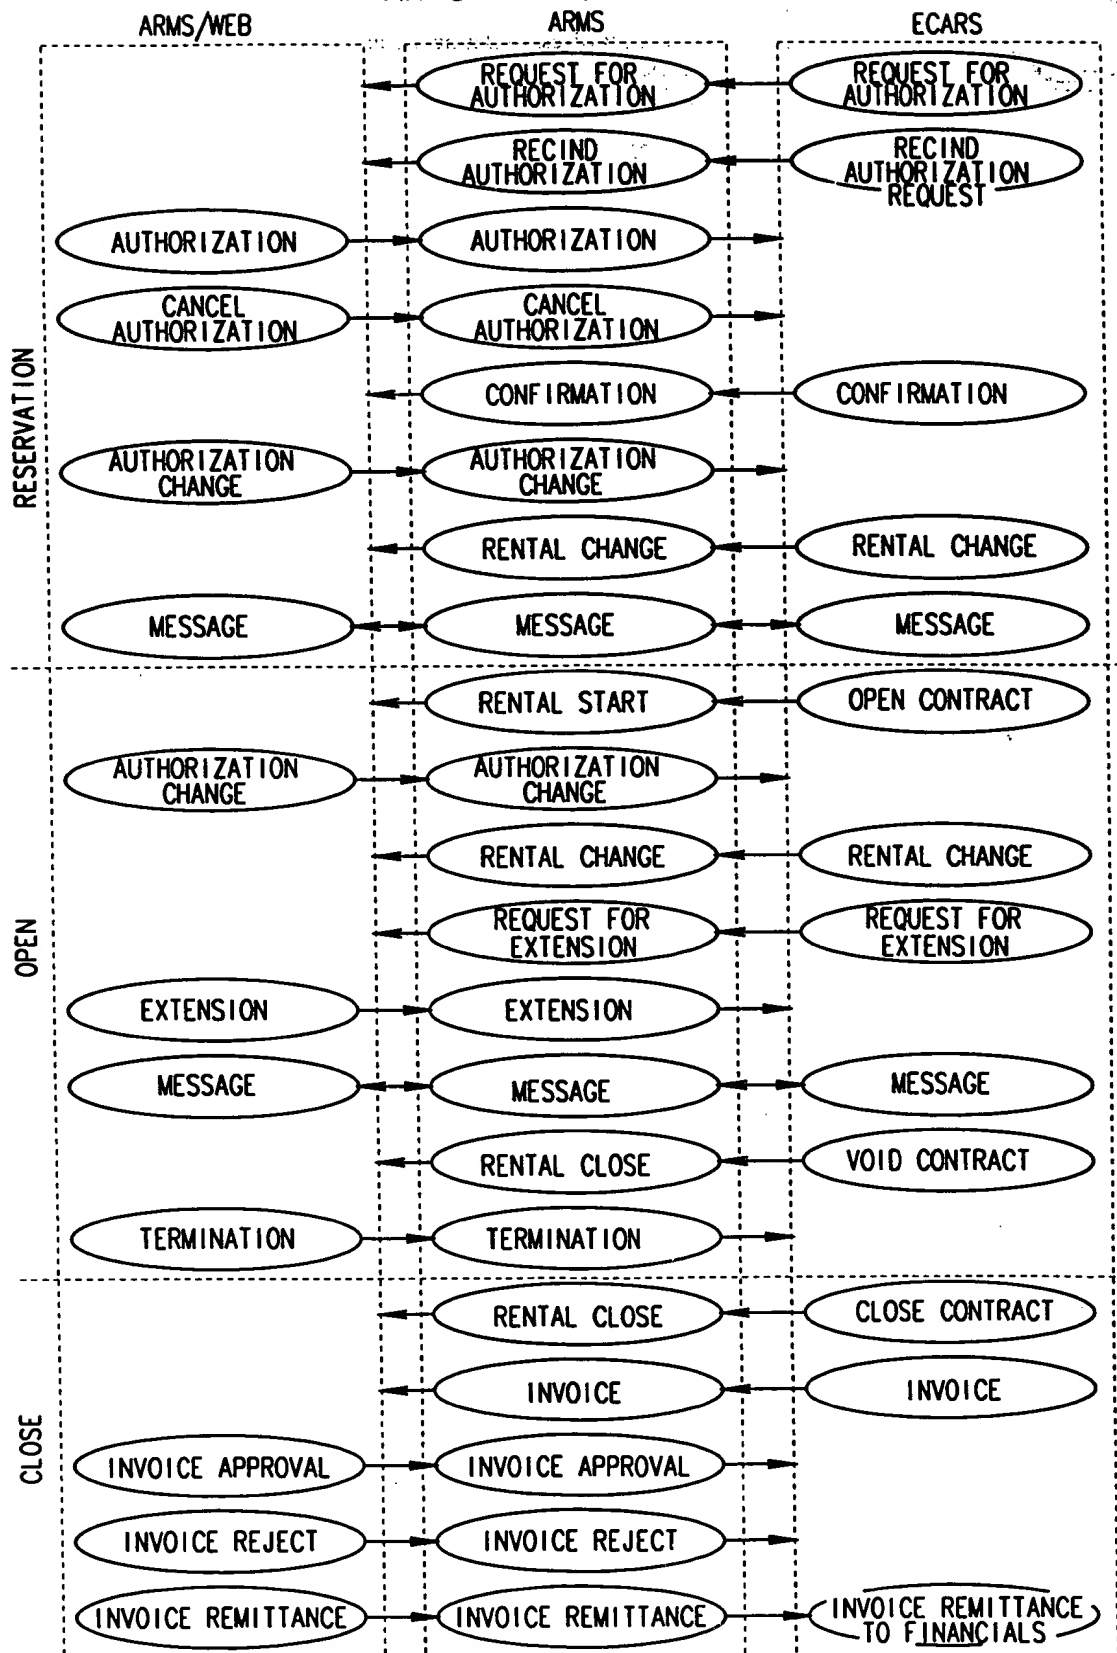 ARMS/WEB ARMS ECARS
REQUEST FOR
AUTHORIZATION
REQUEST FOR
AUTHORIZATION
RECIND
AUTHORIZATION
RECIND
AUTHORIZATION
REQUEST
AUTHORIZATION AUTHORIZATION
CANCEL
AUTHORIZATION
CANCEL
AUTHORIZATION
RESERVATION
CONFIRMATION CONFIRMATION
AUTHORIZATION
CHANGE
AUTHORIZATION
CHANGE
RENTAL CHANGE RENTAL CHANGE
MESSAGE MESSAGE MESSAGE
RENTAL START OPEN CONTRACT
AUTHORIZATION
CHANGE
AUTHORIZATION
CHANGE
RENTAL CHANGE RENTAL CHANGE
OPEN
REQUEST FOR
EXTENSION
REQUEST FOR
EXTENSION
EXTENSION EXTENSION
MESSAGE MESSAGE MESSAGE
RENTAL CLOSE VOID CONTRACT
TERMINATION TERMINATION
RENTAL CLOSE CLOSE CONTRACT
INVOICE INVOICE
CLOSE
INVOICE APPROVAL INVOICE APPROVAL
INVOICE REJECT INVOICE REJECT
INVOICE REMITTANCE INVOICE REMITTANCE
INVOICE REMITTANCE
TO FINANCIALS